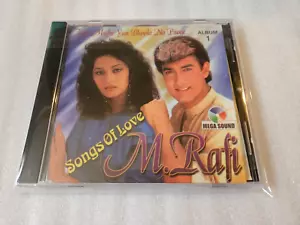 ALBUM
1
Songs Of Love
MEGA SOUND
M. Rafi